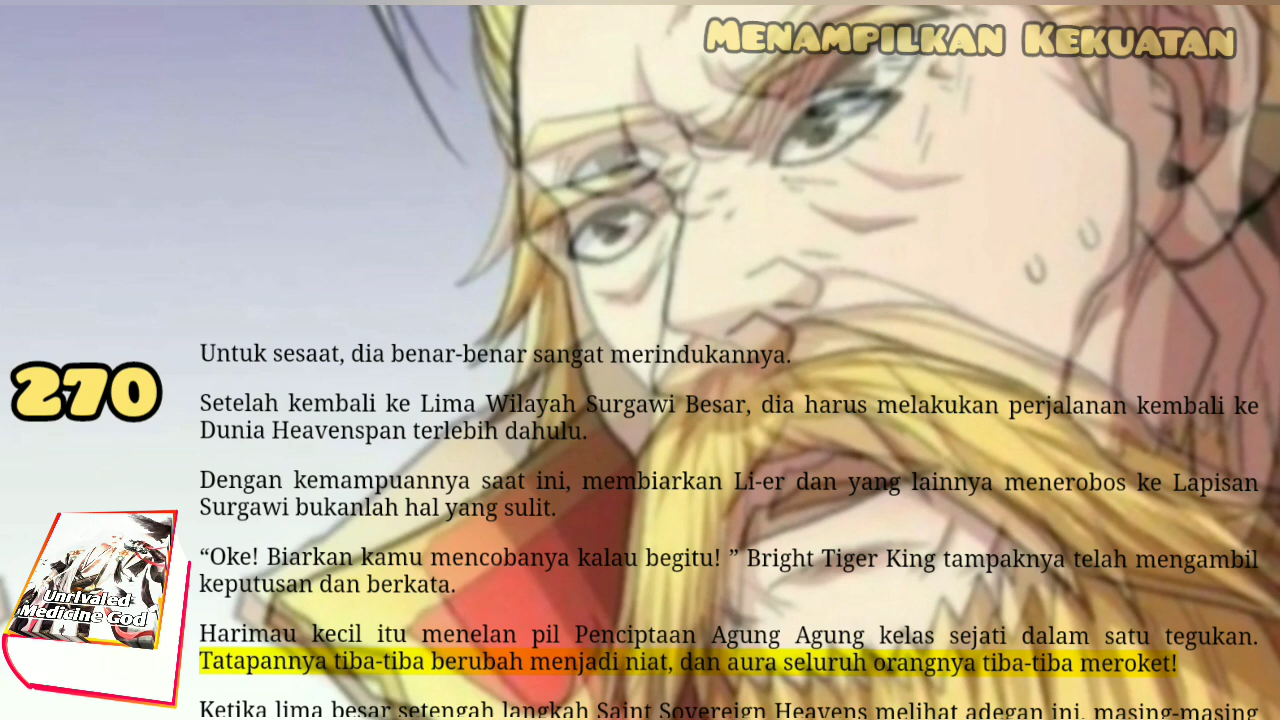 Menampilkan Kekuatan
Untuk sesaat, dia benar-benar sangat merindukannya.
270
Setelah kembali ke Lima Wilayah Surgawi Besar, dia harus melakukan perjalanan kembali ke
Dunia Heavenspan terlebih dahulu.
Dengan kemampuannya saat ini, membiarkan Li-er dan yang lainnya menerobos ke Lapisan
Surgawi bukanlah hal yang sulit.
“Oke! Biarkan kamu mencobanya kalau begitu! ” Bright Tiger King tampaknya telah mengambil
keputusan dan berkata.
Unrivaled
Medicine God
Harimau kecil itu menelan pil Penciptaan Agung Agung kelas sejati dalam satu tegukan.
Tatapannya tiba-tiba berubah menjadi niat, dan aura seluruh orangnya tiba-tiba meroket!
Ketika lima besar setengah langkah Saint Sovereign Heavens melihat adegan ini, masing-masing